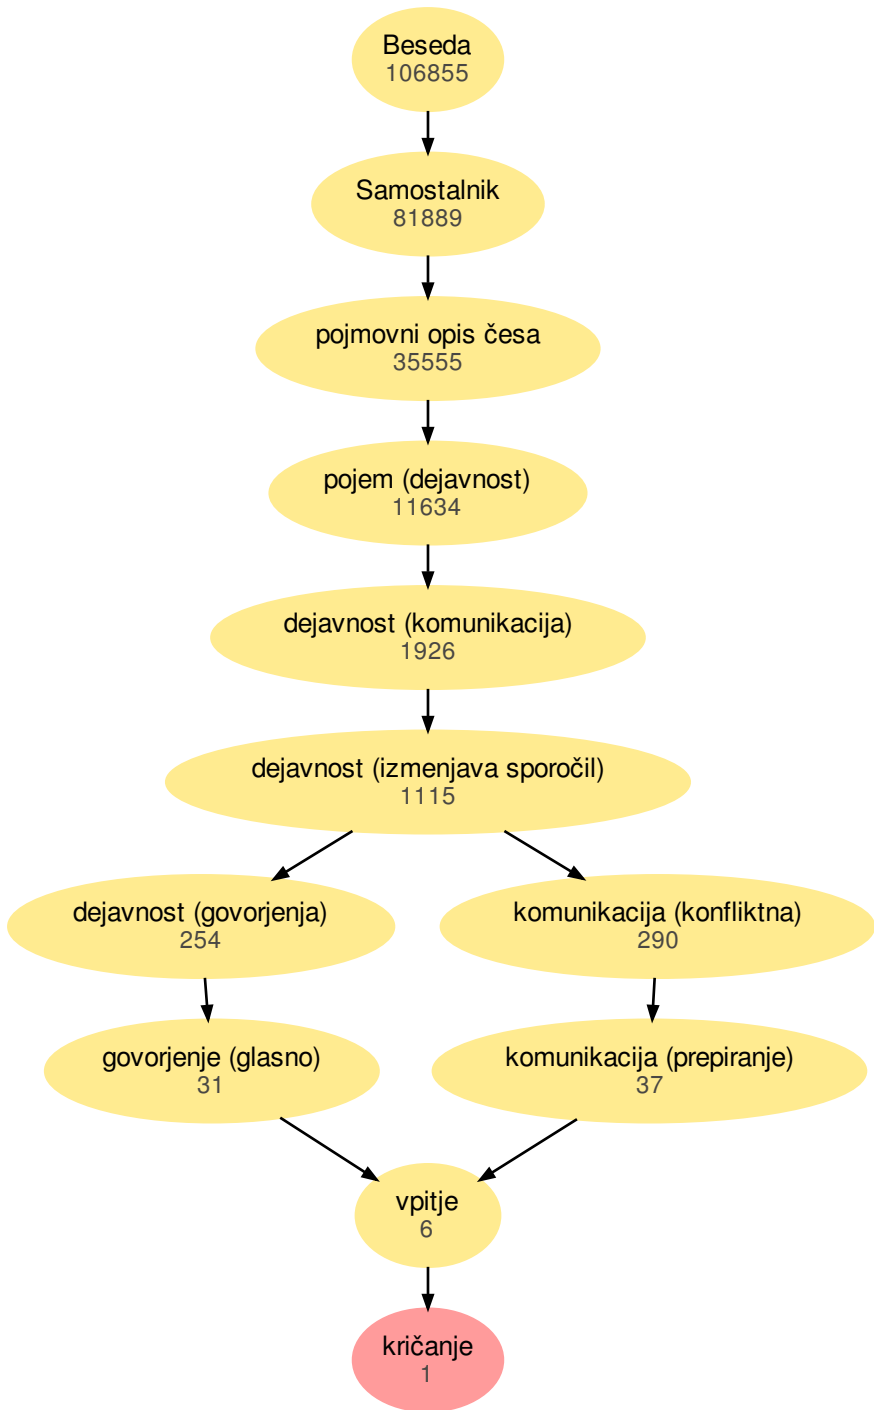 Beseda
106855
Samostalnik
81889
pojmovni opis česa
35555
pojem (dejavnost)
11634
dejavnost (komunikacija)
1926
dejavnost (izmenjava sporočil)
1115
dejavnost (govorjenja)
254
komunikacija (konfliktna)
290
govorjenje (glasno)
31
komunikacija (prepiranje)
37
vpitje
6
kričanje
1